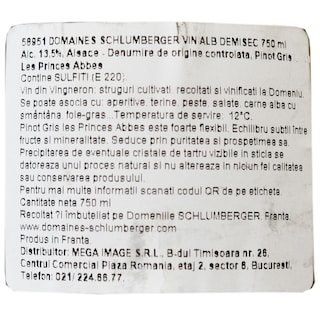 58951 DOMAINES SCHLUMBERGER VIN ALB DEMISEC 750 ml
Alc. 13,5%, Alsace - Denumire de origine controlata, Pinot Gris
Les Princes Abbes
Contine SULFITI (E 220).
Vin din Vingneron: struguri cultivati, recoltati si vinificati la Domeniu.
Se poate asocia cu: aperitive, terine, peste, salate, carne alba cu
smântâna, foie-gras...Temperatura de servire: 12°C.
Pinot Gris les Princes Abbes este foarte flexibil. Echilibru subtil între
fructe si mineralitate. Seduce prin puritatea si prospetimea sa.
Precipitarea de eventuale cristale de tartru vizibile in sticla se
datoreaza unui proces natural si nu altereaza in niciun fel calitatea
sau conservarea produsului.
Pentru mai multe informatii scanati codul QR de pe eticheta.
Cantitate neta 750 ml
Recoltat ?i îmbuteliat pe Domeniile SCHLUMBERGER, Franta.
www.domaines-schlumberger.com
Produs in Franta
Distribuitor: MEGA IMAGE S.R.L., B-dul Timisoara nr. 26,
Centrul Comercial Plaza Romania, etaj 2, sector 6, Bucuresti,
Telefon: 021/ 224.66.77.